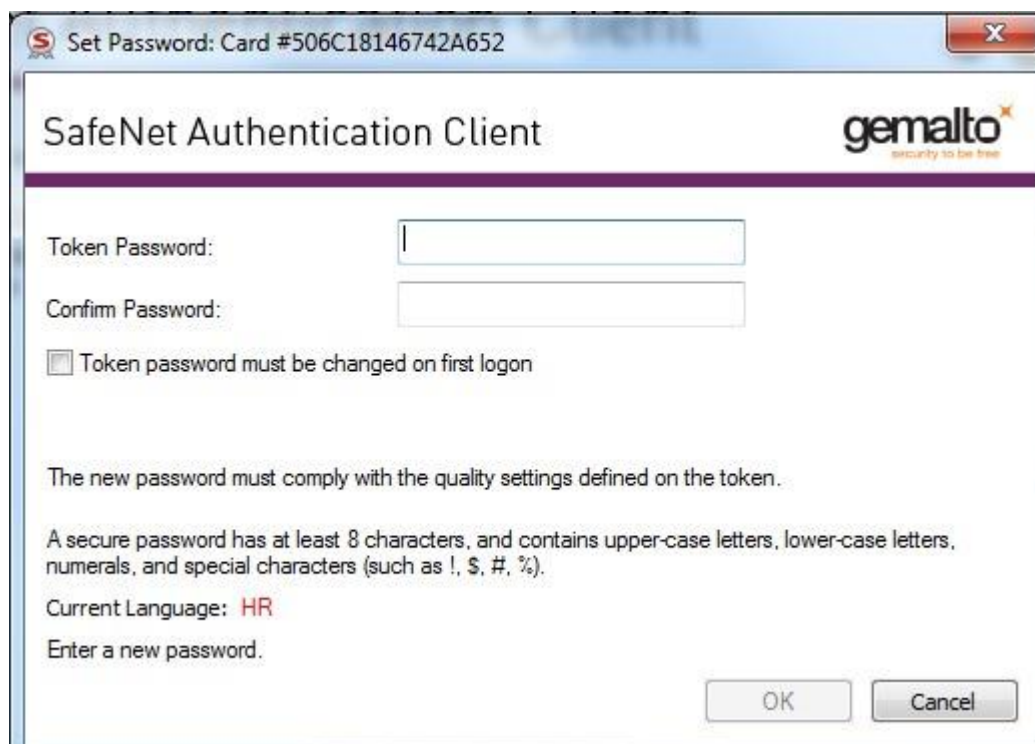 Set Password: Card #506C18146742A652
SafeNet Authentication Client
gemalto
security to be free
Token Password:
Confirm Password:
Token password must be changed on first logon
The new password must comply with the quality settings defined on the token.
A secure password has at least 8 characters, and contains upper-case letters, lower-case letters,
numerals, and special characters (such as !, $, #, %).
Current Language: HR
Enter a new password.
OK
Cancel